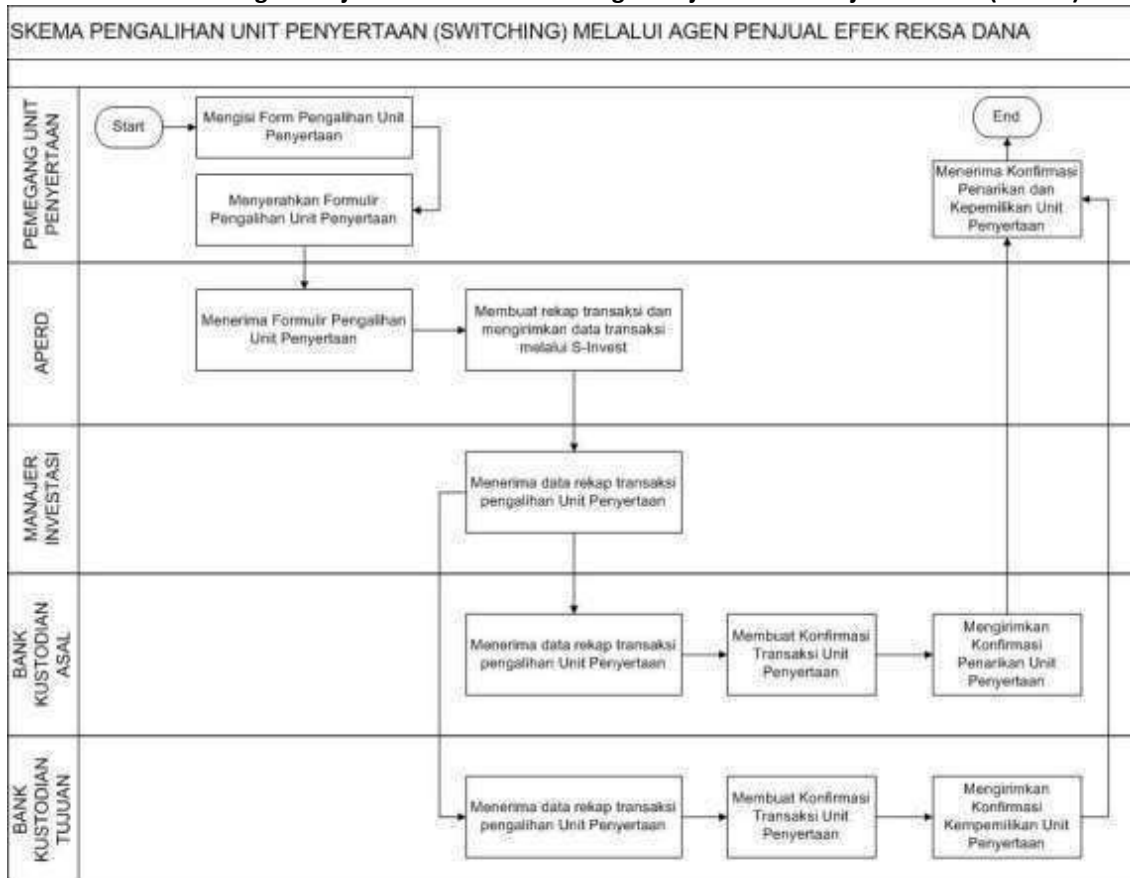 SKEMA PENGALIHAN UNIT PENYERTAAN (SWITCHING) MELALUI AGEN PENJUAL EFEK REKSA DANA
PEMEGANG UNIT
PENYERTAAN
Start
Mengisi Form Pengalihan Unit
Penyertaan
Menyerahkan Formulir
Pengalihan Unit Penyertaan
End
Menerima Konfirmasi
Penarikan dan
Kepemilikan Unit
Penyertaan
APERD
Menerima Formulir Pengalihan
Unit Penyertaan
Membuat rekap transaksi dan
mengirimkan data transaksi
melalui S-Invest
MANAJER
INVESTASI
Menerima data rekap transaksi
pengalihan Unit Penyertaan
BANK
KUSTODIAN
ASAL
Menerima data rekap transaksi
pengalihan Unit Penyertaan
Membuat Konfirmasi
Transaksi Unit
Penyertaan
Mengirimkan
Konfirmasi
Penarikan Unit
Penyertaan
BANK
KUSTODIAN
TUJUAN
Menerima data rekap transaksi
pengalihan Unit Penyertaan
Membuat Konfirmasi
Transaksi Unit
Penyertaan
Mengirimkan
Konfirmasi
Kempemilikan Unit
Penyertaan